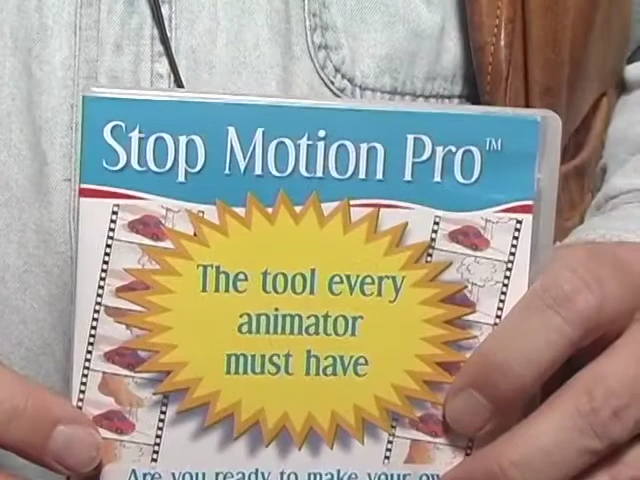 Stop Motion Pro™
The tool every
animator
must have
Are you ready to make your